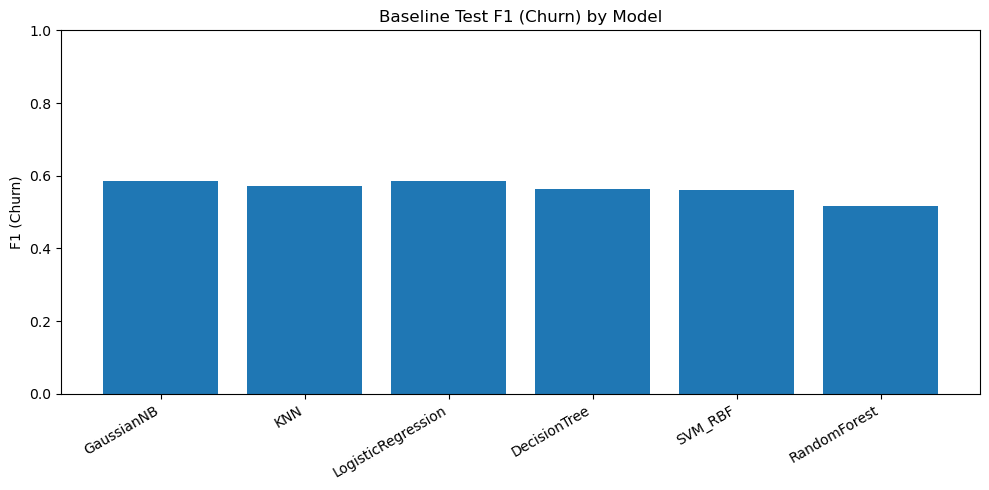 Baseline Test F1 (Churn) by Model
F1 (Churn)
1.0
0.8
0.6
0.4
0.2
0.0
GaussianNB
KNN
LogisticRegression
DecisionTree
SVM_RBF
RandomForest